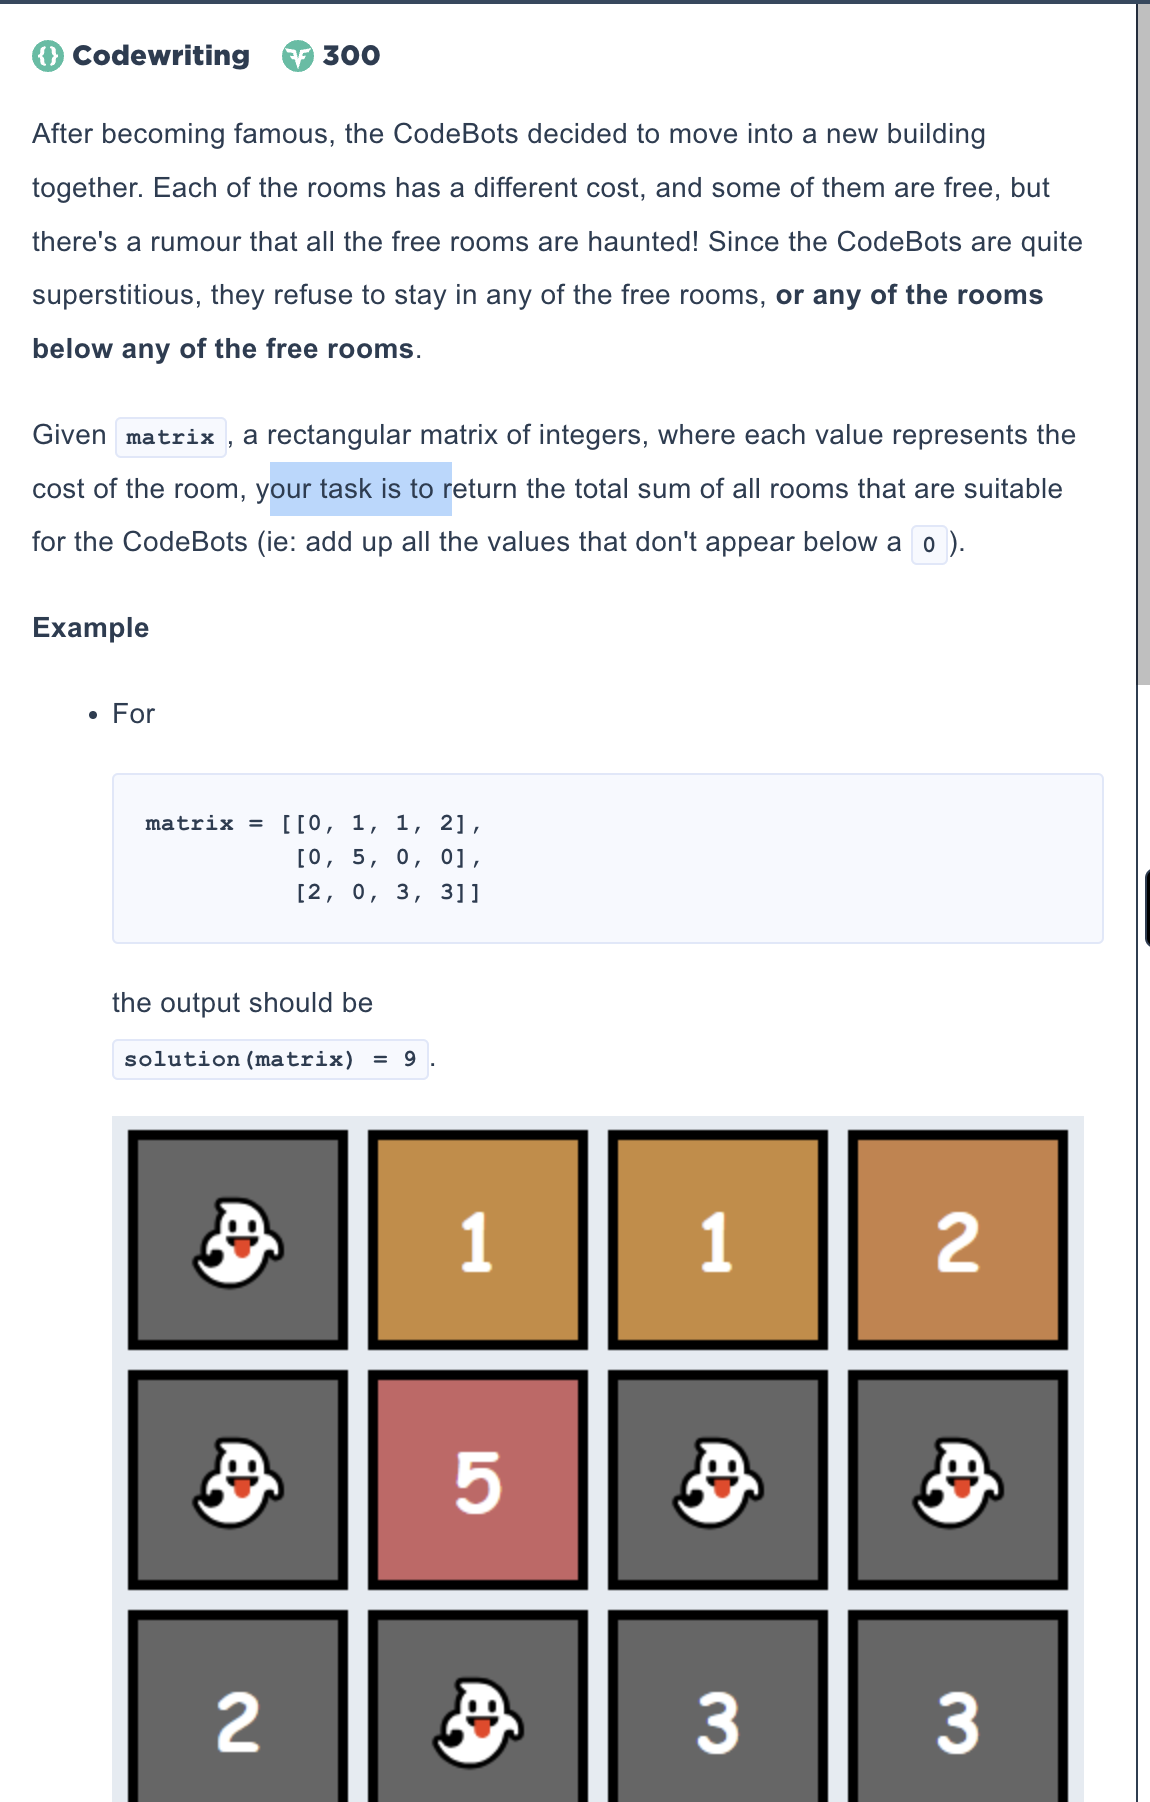 Codewriting 300
After becoming famous, the CodeBots decided to move into a new building
together. Each of the rooms has a different cost, and some of them are free, but
there's a rumour that all the free rooms are haunted! Since the CodeBots are quite
superstitious, they refuse to stay in any of the free rooms, or any of the rooms
below any of the free rooms.
Given matrix, a rectangular matrix of integers, where each value represents the
cost of the room, your task is to return the total sum of all rooms that are suitable
for the CodeBots (ie: add up all the values that don't appear below a 0).
Example
• For
matrix = [[0, 1, 1, 2],
[0, 5, 0, 0],
[2, 0, 3, 3]]
the output should be
solution(matrix) = 9.
1 1 2
5
2 3 3